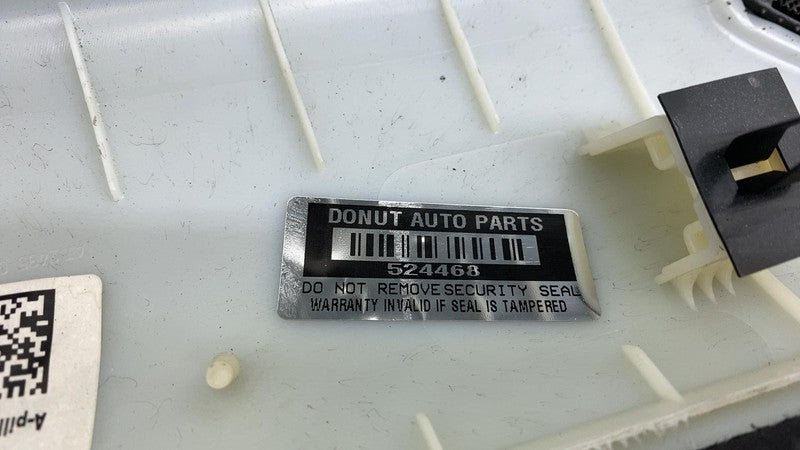 DONUT AUTO PARTS
524468
DO NOT REMOVE SECURITY SEAL
WARRANTY INVALID IF SEAL IS TAMPERED
A-pill